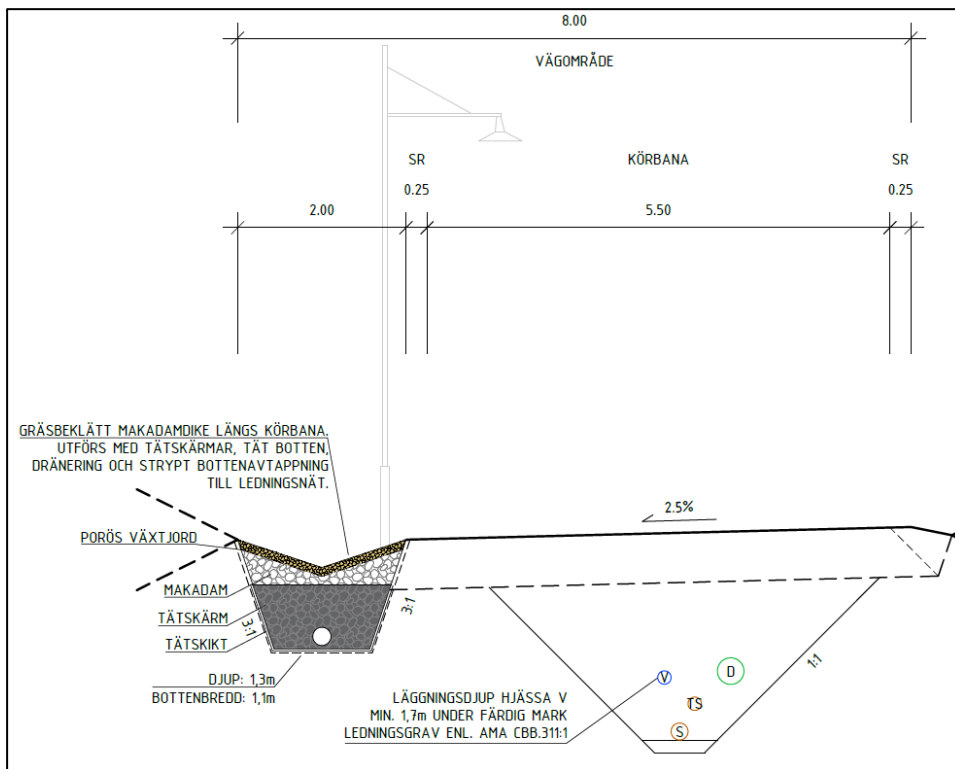 8.00
VÄGOMRÅDE
SR
KÖRBANA
SR
0.25
0.25
2.00
5.50
GRÄSBEKLÄTT MAKADAMDIKE LÄNGS KÖRBANA.
UTFÖRS MED TÄTSKÄRMAR, TÄT BOTTEN,
DRÄNERING OCH STRYPT BOTTENAVTAPPNING
TILL LEDNINGSNÄT.
2.5%
PORÖS VÄXTJORD
MAKADAM
TÄTSKÄRM
TÄTSKIKT
3:1
3:1
1:1
DJUP: 1,3m
BOTTENBREDD: 1,1m
V
D
TS
S
LÄGGNINGSDJUP HJÄSSA V
MIN. 1,7m UNDER FÄRDIG MARK
LEDNINGSGRAV ENL. AMA CBB.311:1